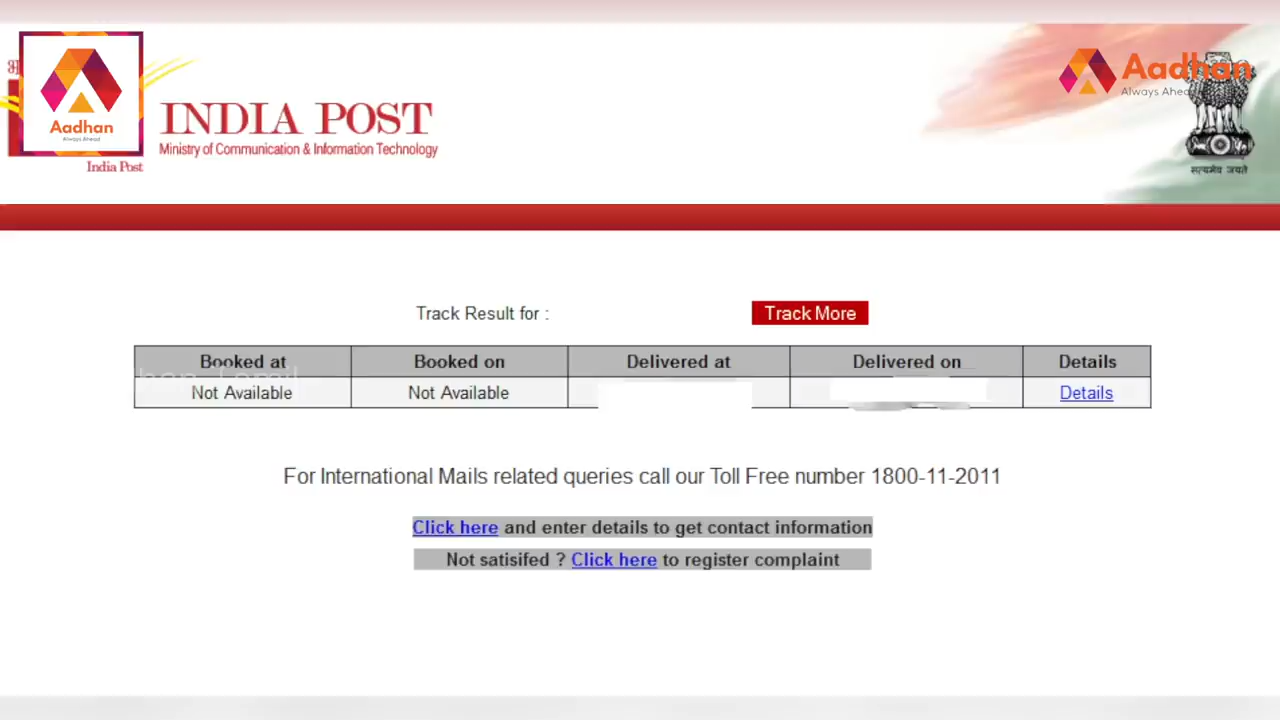 Aadhan
Always Ahead
INDIA POST
Ministry of Communication & Information Technology
India Post
Aadhan
Always Ahead
सत्यमेव जयते
Track Result for :
Track More
Booked at Booked on Delivered at Delivered on Details
Not Available Not Available Details
For International Mails related queries call our Toll Free number 1800-11-2011
Click here and enter details to get contact information
Not satisifed ? Click here to register complaint